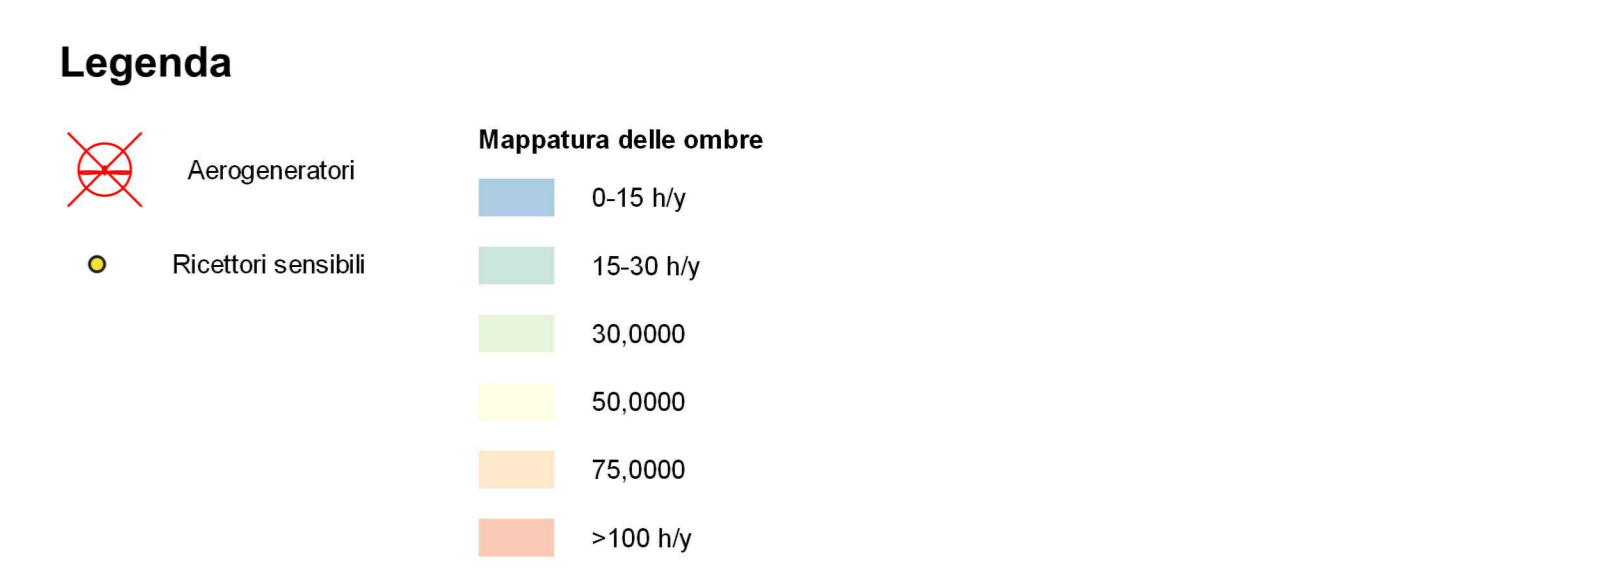 Legenda
Aerogeneratori
Ricettori sensibili
Mappatura delle ombre
0-15 h/y
15-30 h/y
30,0000
50,0000
75,0000
>100 h/y